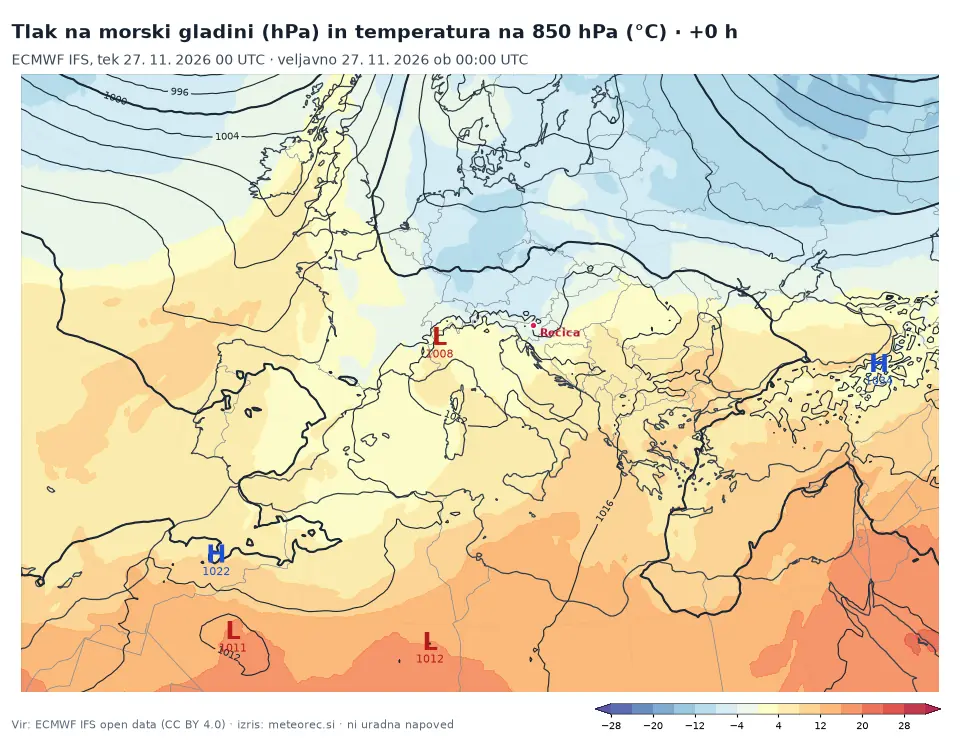 Tlak na morski gladini (hPa) in temperatura na 850 hPa (°C) · +0 h
ECMWF IFS, tek 27. 11. 2026 00 UTC · veljavno 27. 11. 2026 ob 00:00 UTC
996
1000
1004
Rečica
L
1008
H
1012
1016
H
1022
L
1011
1012
L
1012
−28 −20 −12 −4 4 12 20 28
Vir: ECMWF IFS open data (CC BY 4.0) · izris: meteorec.si · ni uradna napoved